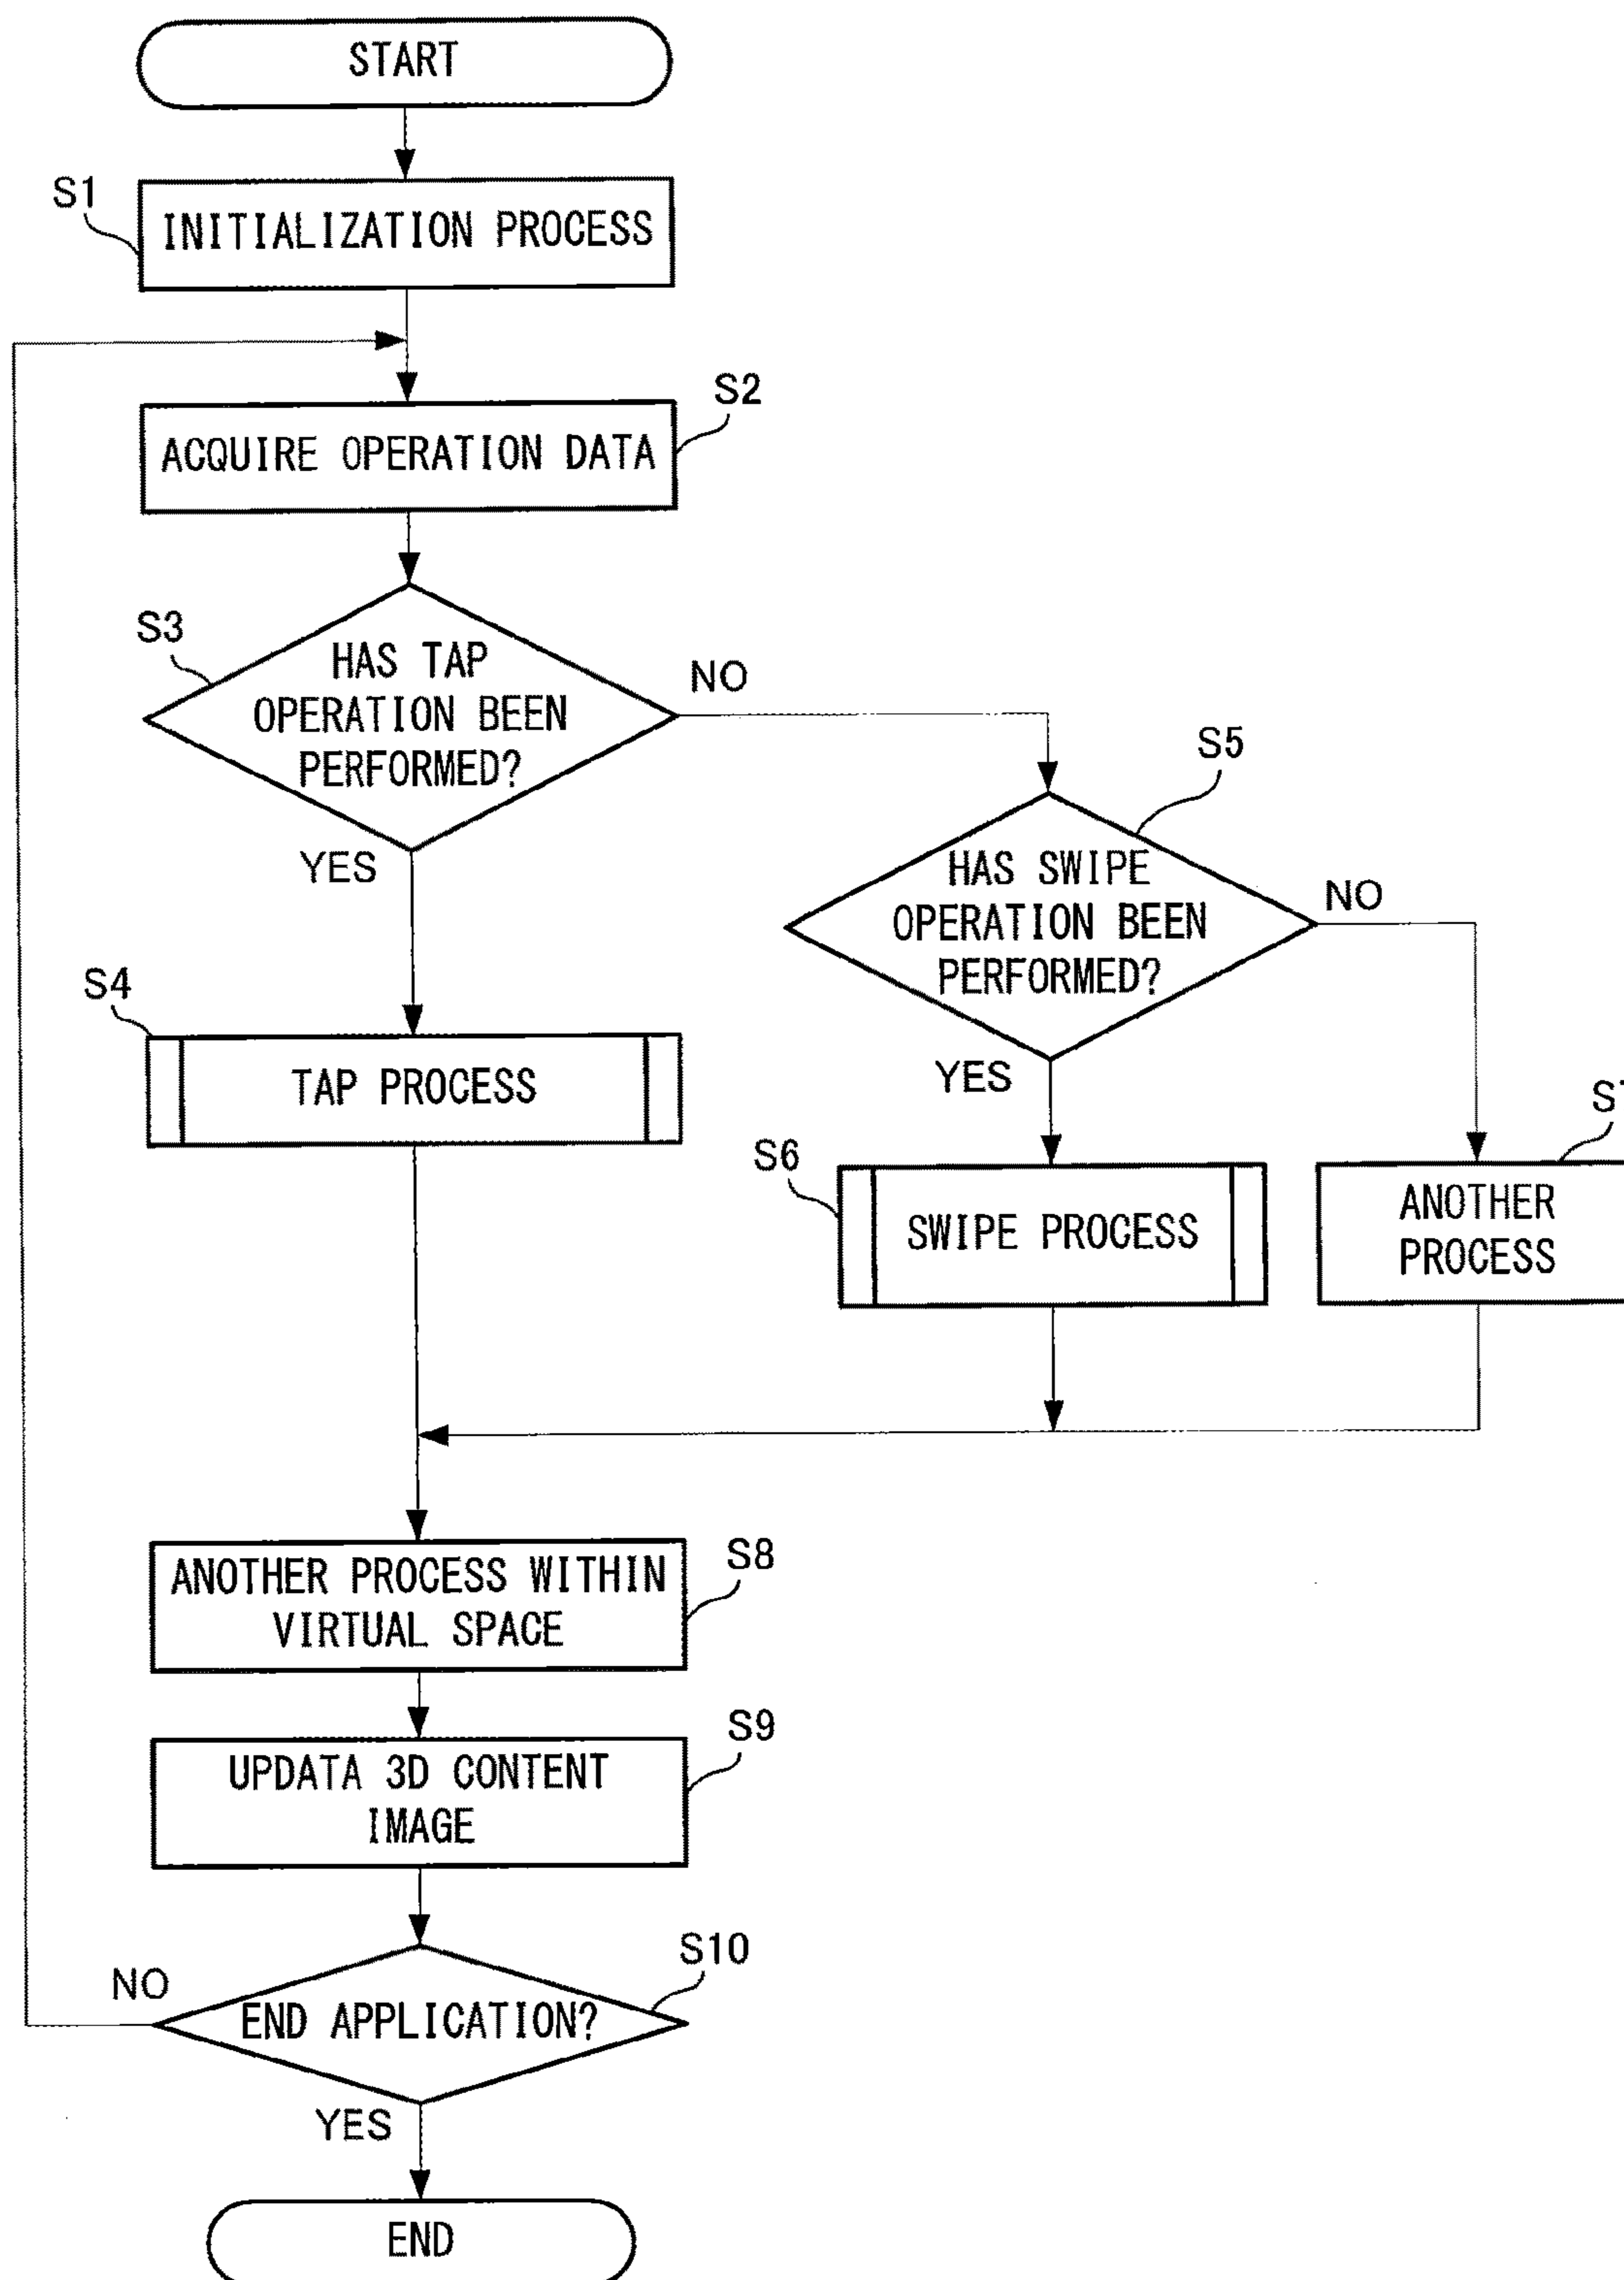 START
S1
INITIALIZATION PROCESS
S2
ACQUIRE OPERATION DATA
S3
HAS TAP
OPERATION BEEN
PERFORMED?
NO
YES
S5
HAS SWIPE
OPERATION BEEN
PERFORMED?
NO
YES
S4
TAP PROCESS
S6
SWIPE PROCESS
ANOTHER
PROCESS
S8
ANOTHER PROCESS WITHIN
VIRTUAL SPACE
S9
UPDATA 3D CONTENT
IMAGE
S10
END APPLICATION?
NO
YES
END